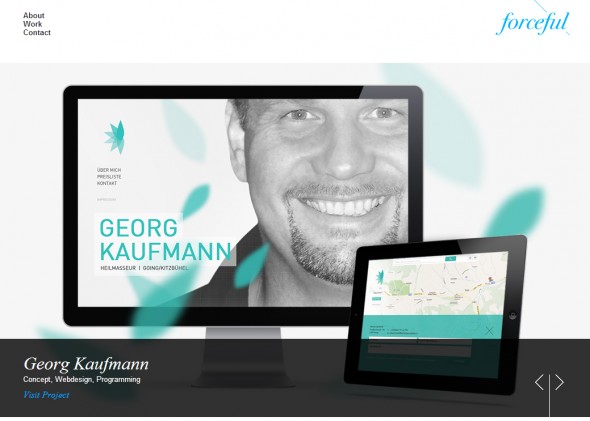 About
Work
Contact
forceful
ÜBER MICH
PREISLISTE
KONTAKT
IMPRESSUM
GEORG
KAUFMANN
HEILMASSEUR | GOING/KITZBÜHEL
Georg Kaufmann
Concept, Webdesign, Programming
Visit Project